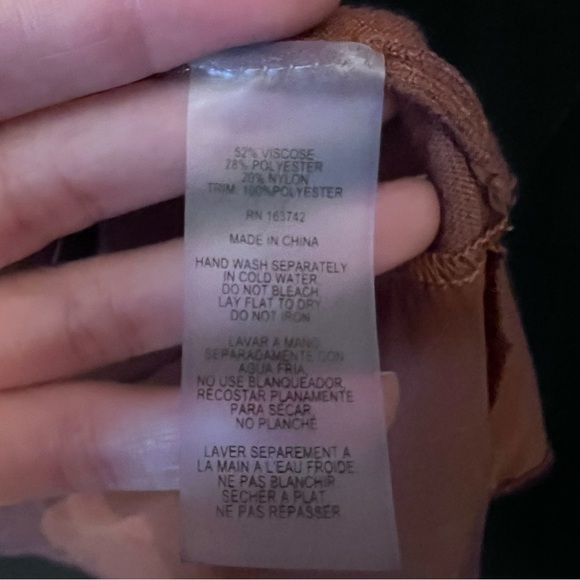 52% VISCOSE
28% POLYESTER
20% NYLON
TRIM: 100%POLYESTER
RN 163742
MADE IN CHINA
HAND WASH SEPARATELY
IN COLD WATER.
DO NOT BLEACH.
LAY FLAT TO DRY.
DO NOT IRON.
LAVAR A MANO
SEPARADAMENTE CON
AGUA FRIA.
NO USE BLANQUEADOR.
RECOSTAR PLANAMENTE
PARA SECAR.
NO PLANCHE
LAVER SEPAREMENT A
LA MAIN A L'EAU FROIDE.
NE PAS BLANCHIR.
SECHER A PLAT.
NE PAS REPASSER.